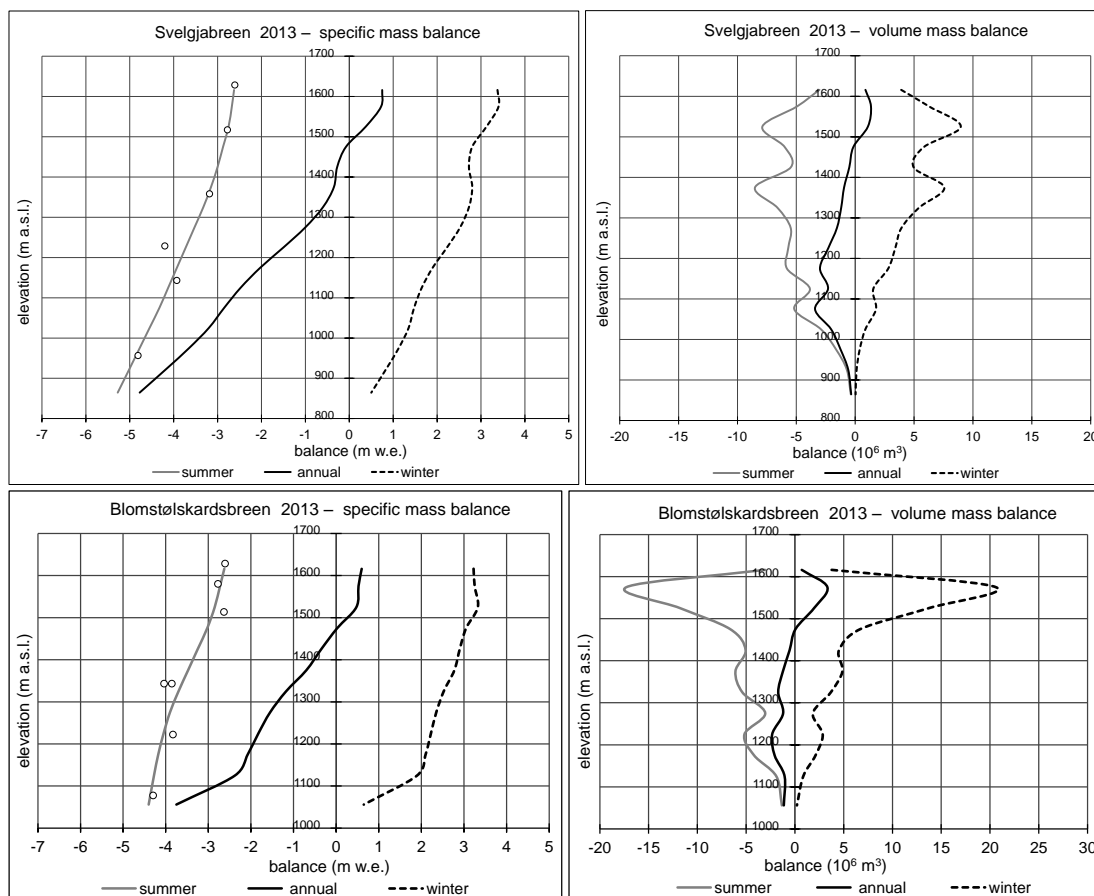 Svelgjabreen 2013 – specific mass balance
1700
1600
1500
1400
1300
1200
1100
1000
900
800
elevation (m a.s.l.)
-7 -6 -5 -4 -3 -2 -1 0 1 2 3 4 5
balance (m w.e.)
summer annual winter
Svelgjabreen 2013 – volume mass balance
1700
1600
1500
1400
1300
1200
1100
1000
900
800
elevation (m a.s.l.)
-20 -15 -10 -5 0 5 10 15 20
balance (10⁶ m³)
summer annual winter
Blomstølskardsbreen 2013 – specific mass balance
1700
1600
1500
1400
1300
1200
1100
1000
elevation (m a.s.l.)
-7 -6 -5 -4 -3 -2 -1 0 1 2 3 4 5
balance (m w.e.)
summer annual winter
Blomstølskardsbreen 2013 – volume mass balance
1700
1600
1500
1400
1300
1200
1100
1000
elevation (m a.s.l.)
-20 -15 -10 -5 0 5 10 15 20 25 30
balance (10⁶ m³)
summer annual winter